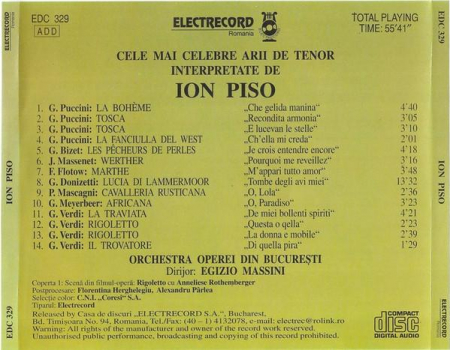 EDC 329
ADD
ELECTRECORD
Romania
TOTAL PLAYING
TIME: 55'41"
CELE MAI CELEBRE ARII DE TENOR
INTERPRETATE DE
ION PISO
1. G. Puccini: LA BOHÈME „Che gelida manina" 4'40
2. G. Puccini: TOSCA „Recondita armonia" 3'05
3. G. Puccini: TOSCA „E lucevan le stelle" 3'10
4. G. Puccini: LA FANCIULLA DEL WEST „Ch'ella mi creda" 2'01
5. G. Bizet: LES PÊCHEURS DE PERLES „Je crois entendre encore" 4'18
6. J. Massenet: WERTHER „Pourquoi me reveillez" 3'16
7. F. Flotow: MARTHE „M'appari tutto amor" 3'48
8. G. Donizetti: LUCIA DI LAMMERMOOR „Tombe degli avi miei" 13'32
9. P. Mascagni: CAVALLERIA RUSTICANA „O, Lola" 2'36
10. G. Meyerbeer: AFRICANA „O, Paradiso" 3'23
11. G. Verdi: LA TRAVIATA „De miei bollenti spiriti" 4'21
12. G. Verdi: RIGOLETTO „Questa o qella" 2'23
13. G. Verdi: RIGOLETTO „La donna e mobile" 2'39
14. G. Verdi: IL TROVATORE „Di quella pira" 1'29
ORCHESTRA OPEREI DIN BUCUREȘTI
Dirijor: EGIZIO MASSINI
Coperta 1: Scenă din filmul-operă: Rigoletto cu Anneliese Rothemberger
Postprocesare: Florentina Herghelegiu, Alexandru Pârlea
Selecție color: C.N.I. „Coresi" S.A.
Tiparul: Electrecord
Released by Casa de discuri „ELECTRECORD S.A.", Bucharest,
Bd. Timișoara No. 94, Romania, Tel./Fax: (40 - 1) 4132078, e-mail: electrec@rolink.ro
Warning: All rights of the manufacturer and owner of the record work reserved.
Unauthorised public performance, broadcasting and copying of this record prohibited.
COMPACT
disc
DIGITAL AUDIO
ION PISO
EDC 329
EDC 329
ION PISO